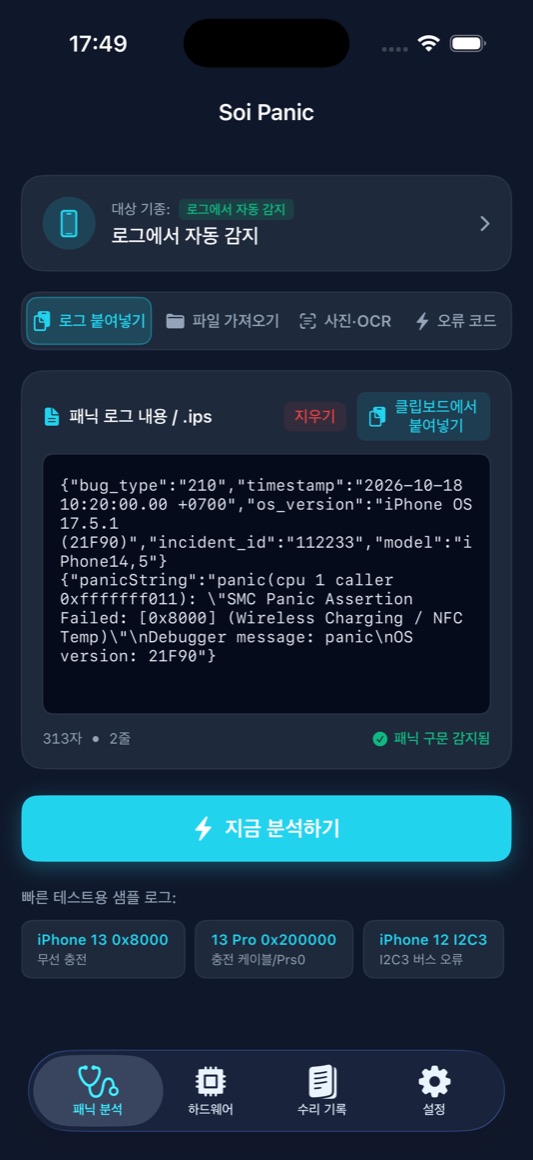 17:49
Soi Panic
대상 기종: 로그에서 자동 감지
로그에서 자동 감지
로그 붙여넣기
파일 가져오기
사진·OCR
오류 코드
패닉 로그 내용 / .ips
지우기
클립보드에서
붙여넣기
{"bug_type":"210","timestamp":"2026-10-18
10:20:00.00 +0700","os_version":"iPhone OS
17.5.1
(21F90)","incident_id":"112233","model":"i
Phone14,5"}
{"panicString":"panic(cpu 1 caller
0xfffffff011): \"SMC Panic Assertion
Failed: [0x8000] (Wireless Charging / NFC
Temp)\"\nDebugger message: panic\nOS
version: 21F90"}
313자 • 2줄
패닉 구문 감지됨
지금 분석하기
빠른 테스트용 샘플 로그:
iPhone 13 0x8000
무선 충전
13 Pro 0x200000
충전 케이블/Prs0
iPhone 12 I2C3
I2C3 버스 오류
패닉 분석
하드웨어
수리 기록
설정